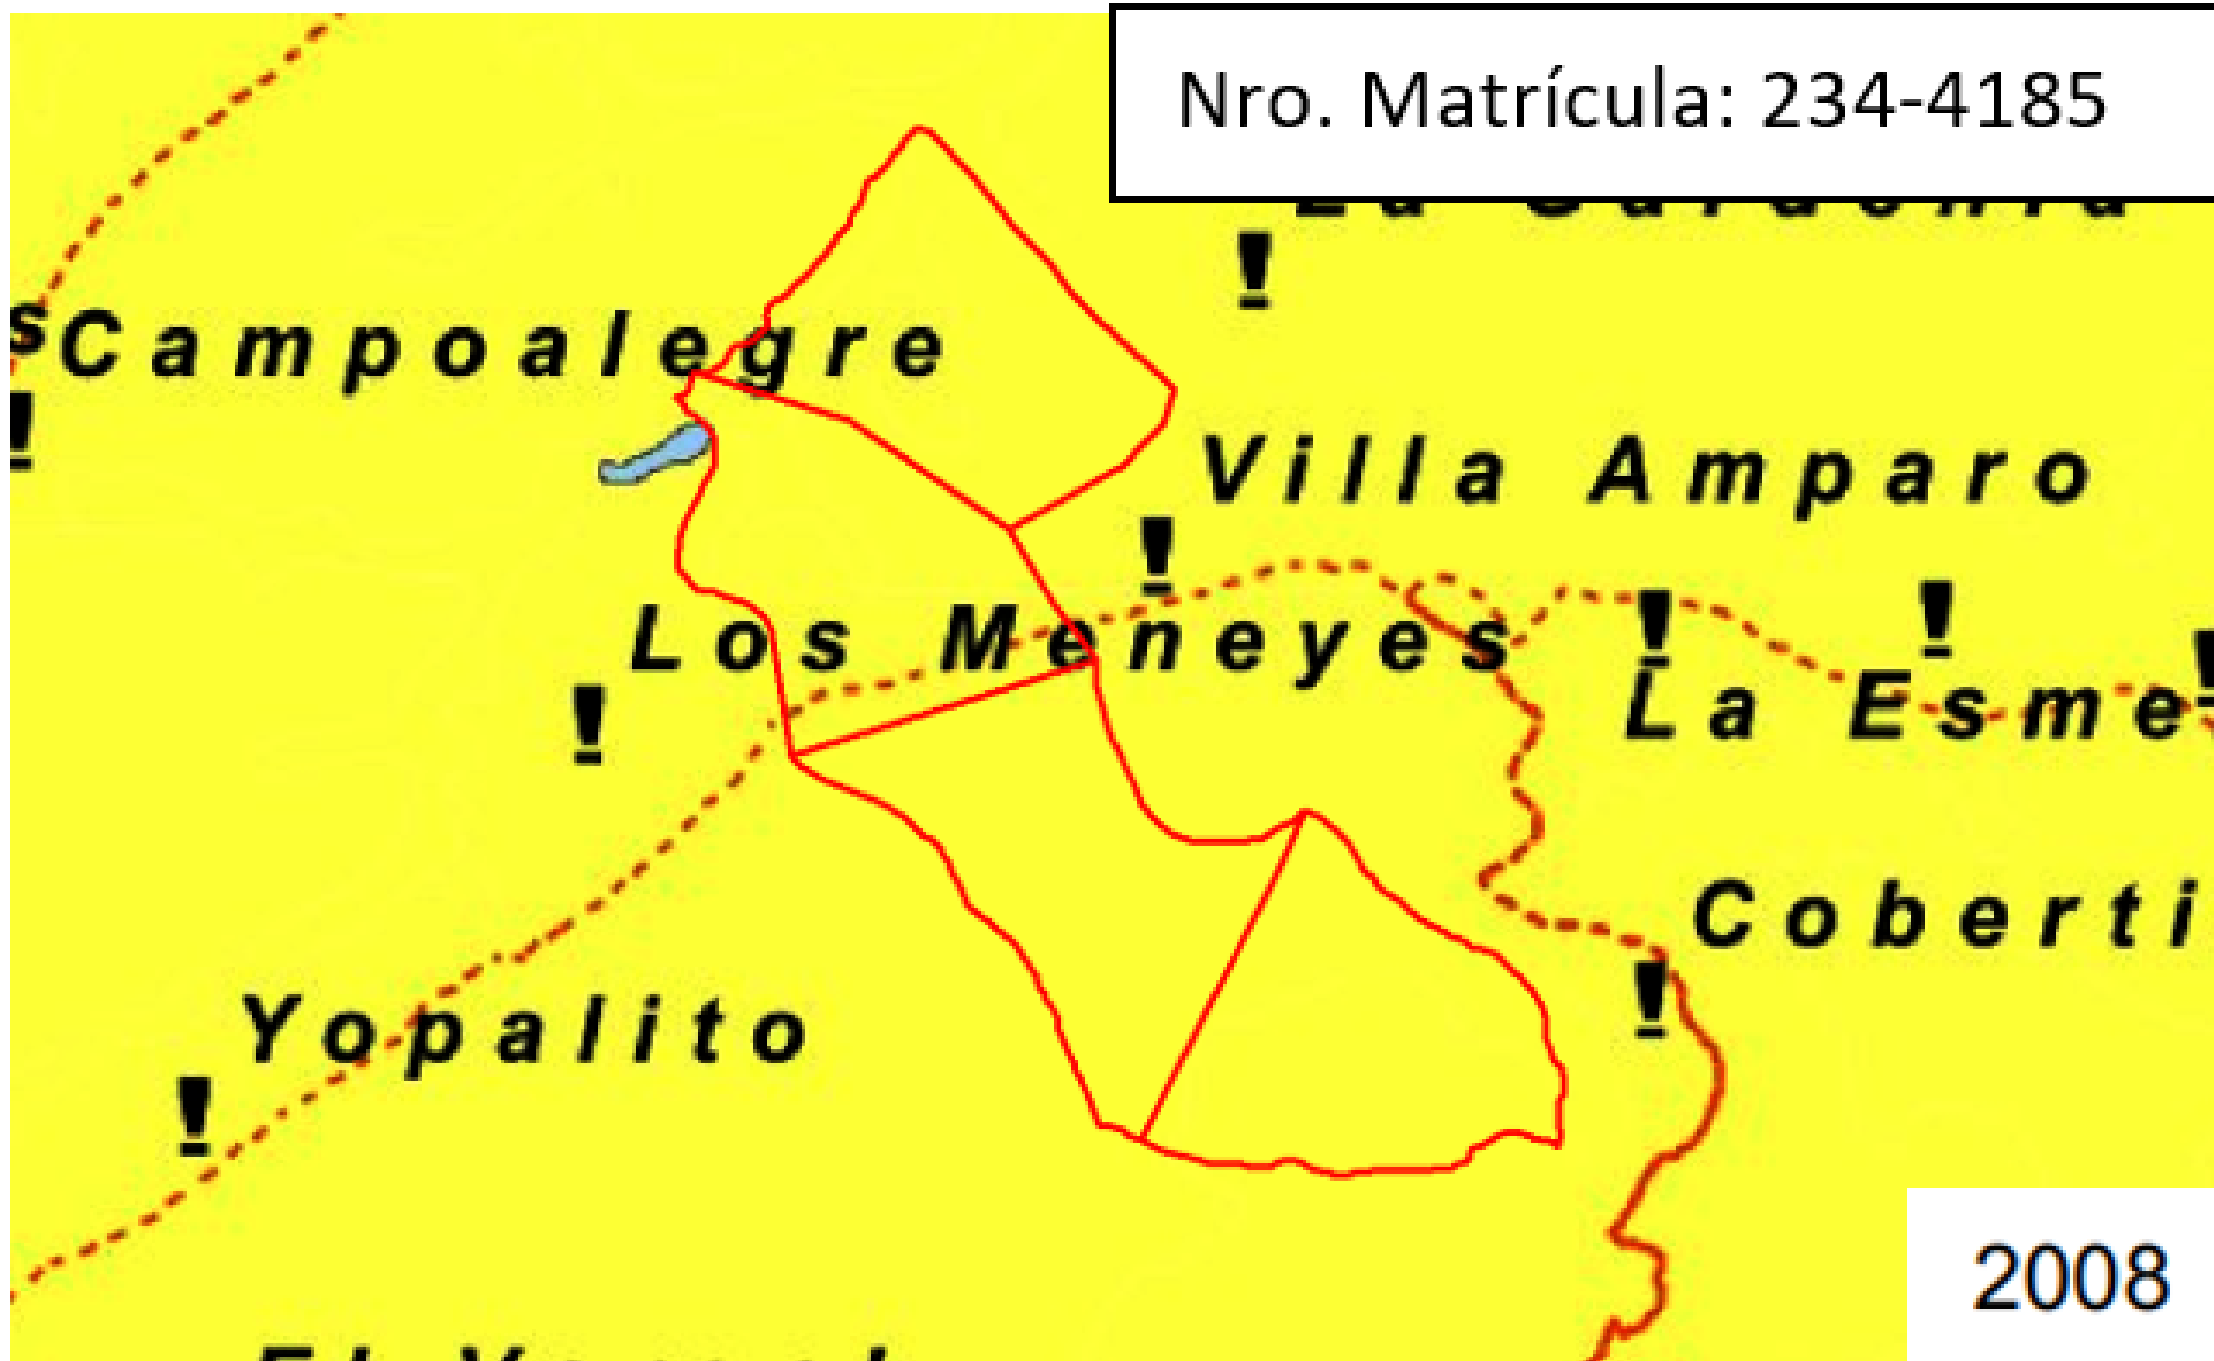 Nro. Matrícula: 234-4185
Campoalegre
Villa Amparo
Los Meneyes
La Esme
Coberti
Yopalito
2008